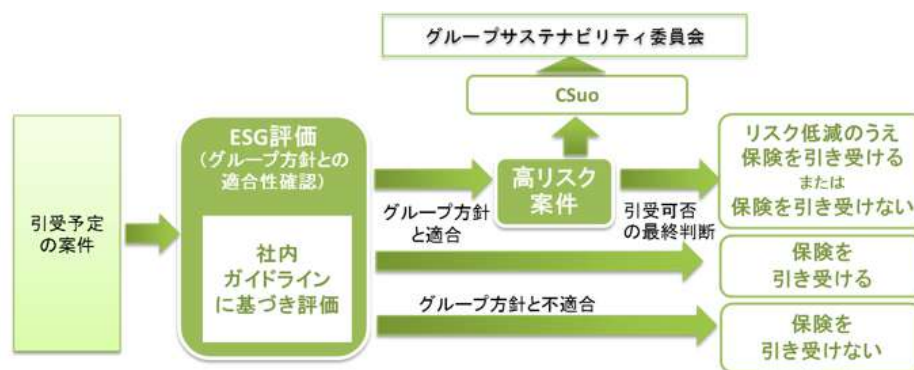 グループサステナビリティ委員会
CSuo
引受予定
の案件
ESG評価
（グループ方針との
適合性確認）
社内
ガイドライン
に基づき評価
グループ方針
と適合
高リスク
案件
引受可否
の最終判断
リスク低減のうえ
保険を引き受ける
または
保険を引き受けない
保険を
引き受ける
グループ方針と不適合
保険を
引き受けない